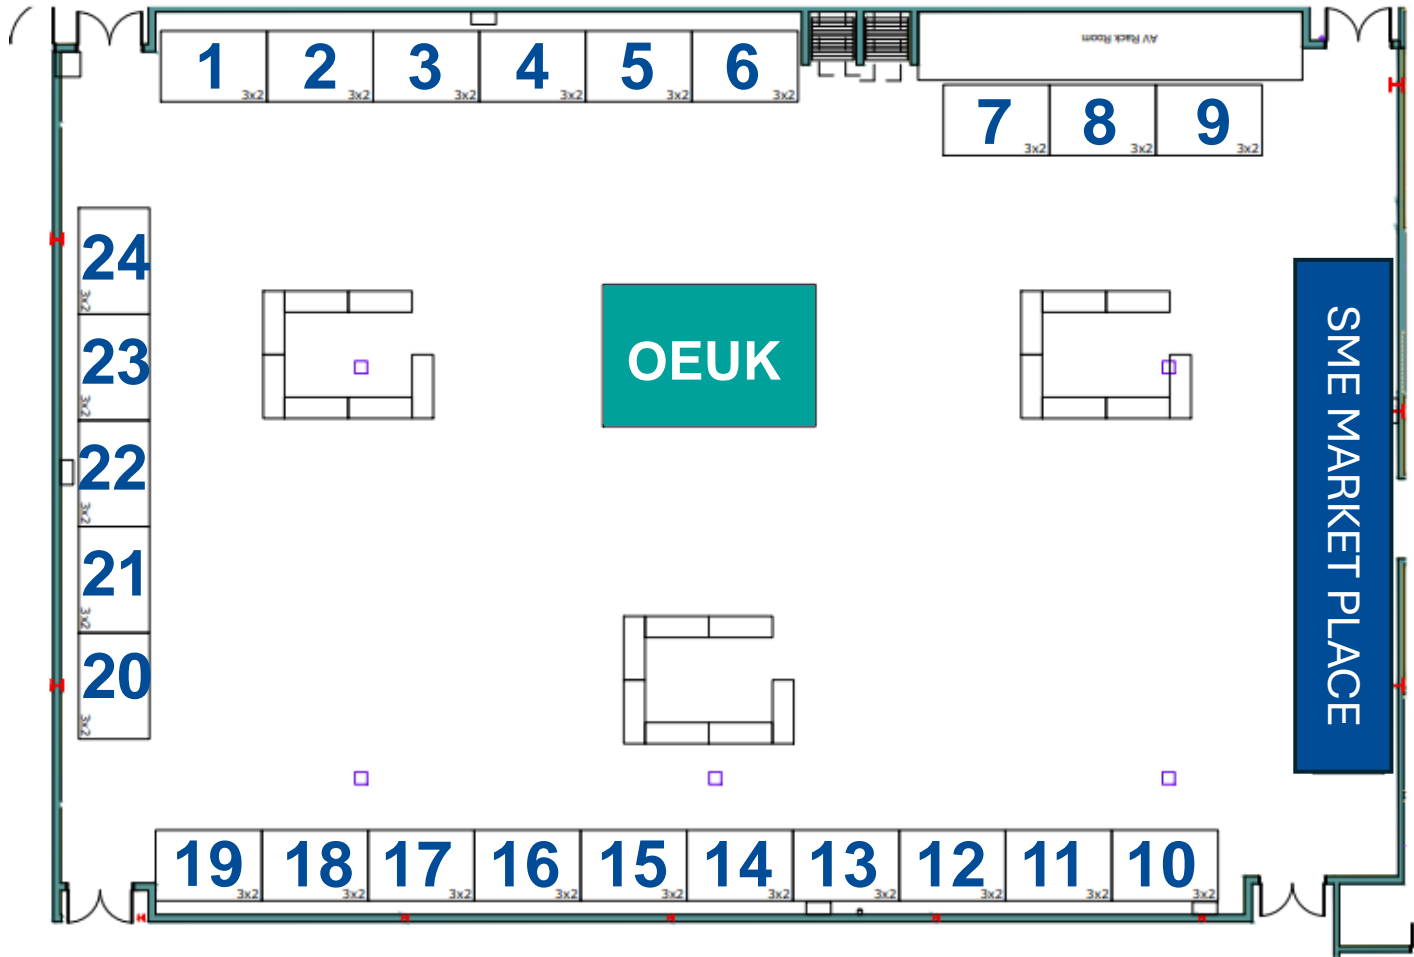 AV Rack Room
1 2 3 4 5 6
3x2 3x2 3x2 3x2 3x2 3x2
7 8 9
3x2 3x2 3x2
24
3x2
23
3x2
22
3x2
21
3x2
20
3x2
OEUK
SME MARKET PLACE
19 18 17 16 15 14 13 12 11 10
3x2 3x2 3x2 3x2 3x2 3x2 3x2 3x2 3x2 3x2